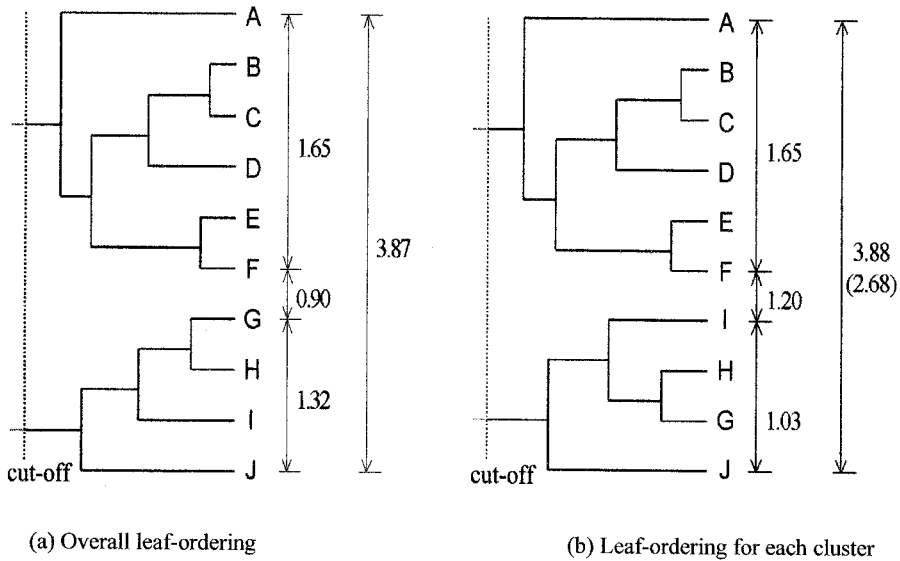 A
B
C
D
E
F
G
H
I
J
1.65
0.90
1.32
3.87
cut-off
(a) Overall leaf-ordering
A
B
C
D
E
F
I
H
G
J
1.65
1.20
1.03
3.88
(2.68)
cut-off
(b) Leaf-ordering for each cluster